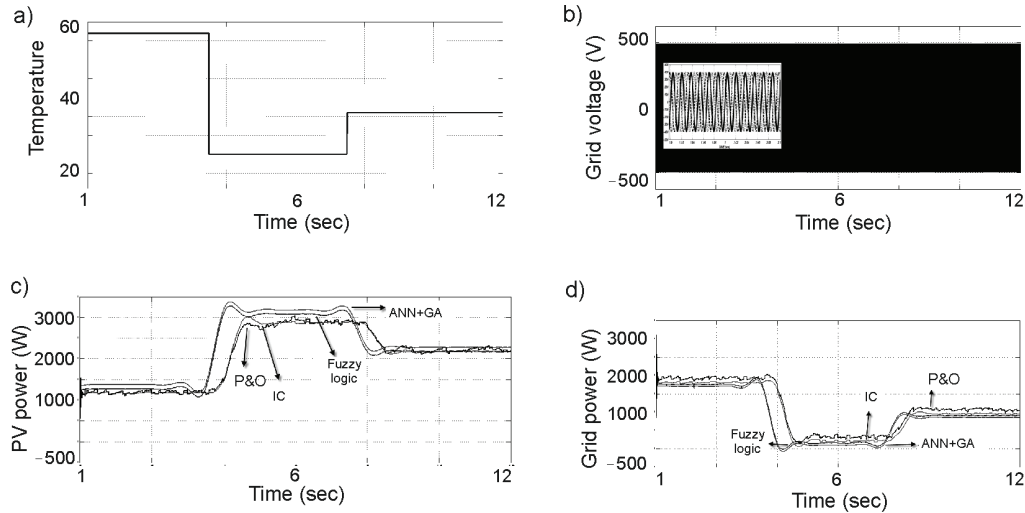 a)
Temperature
60
40
20
1
6
12
Time (sec)
b)
Grid voltage (V)
500
0
−500
1
6
12
Time (sec)
c)
PV power (W)
3000
2000
1000
−500
ANN+GA
Fuzzy
logic
P&O
IC
1
6
12
Time (sec)
d)
Grid power (W)
3000
2000
1000
−500
P&O
IC
Fuzzy
logic
ANN+GA
1
6
12
Time (sec)